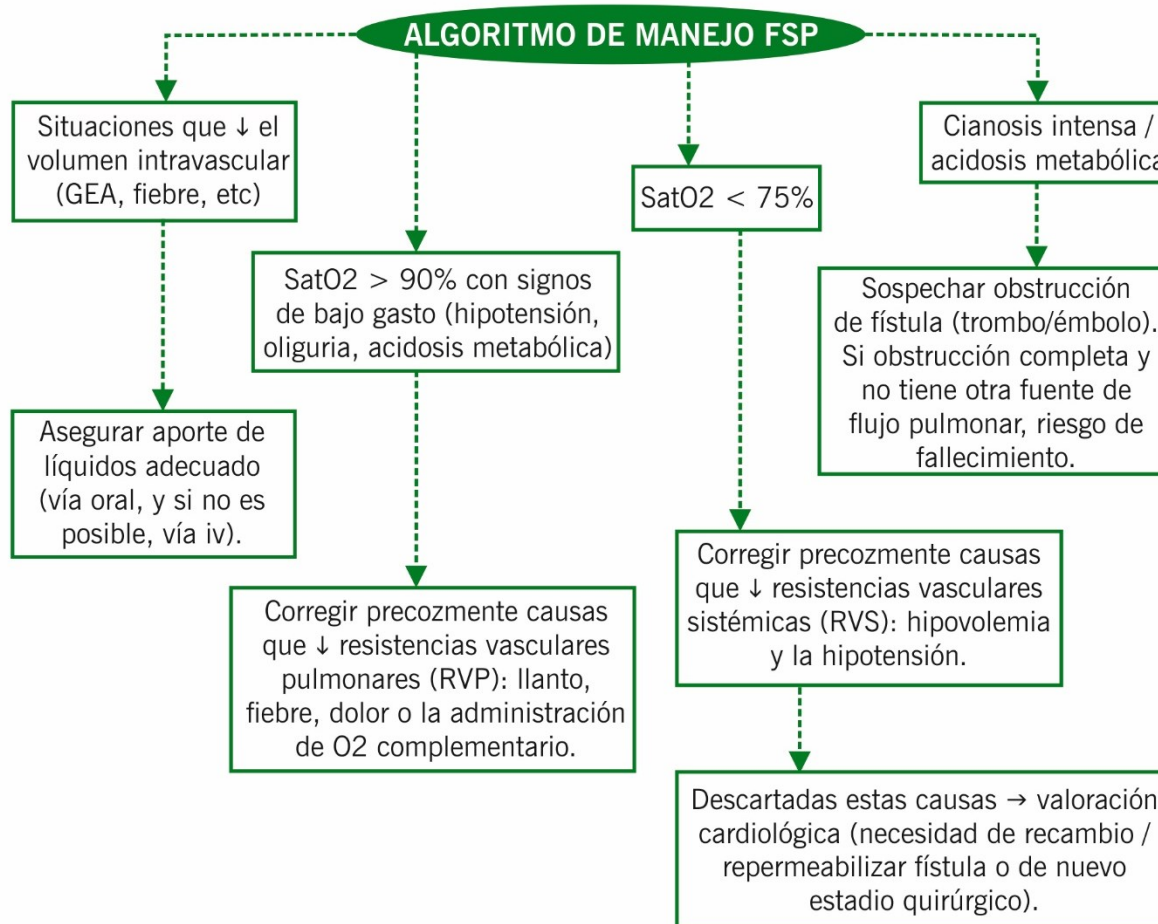 ALGORITMO DE MANEJO FSP
Situaciones que ↓ el
volumen intravascular
(GEA, fiebre, etc)
Asegurar aporte de
líquidos adecuado
(vía oral, y si no es
posible, vía iv).
SatO2 > 90% con signos
de bajo gasto (hipotensión,
oliguria, acidosis metabólica)
Corregir precozmente causas
que ↓ resistencias vasculares
pulmonares (RVP): llanto,
fiebre, dolor o la administración
de O2 complementario.
SatO2 < 75%
Corregir precozmente causas
que ↓ resistencias vasculares
sistémicas (RVS): hipovolemia
y la hipotensión.
Descartadas estas causas → valoración
cardiológica (necesidad de recambio /
repermeabilizar fístula o de nuevo
estadio quirúrgico).
Cianosis intensa /
acidosis metabólica
Sospechar obstrucción
de fístula (trombo/émbolo).
Si obstrucción completa y
no tiene otra fuente de
flujo pulmonar, riesgo de
fallecimiento.